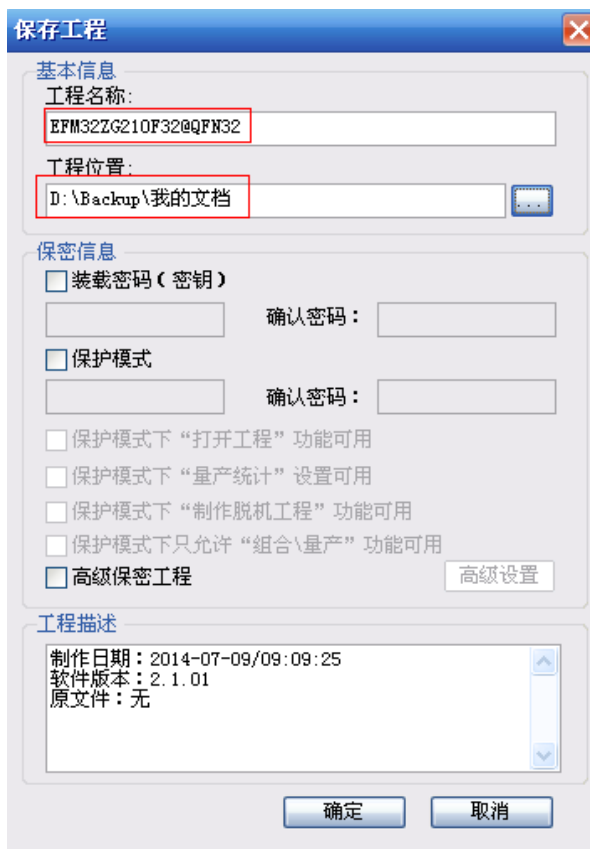 保存工程
基本信息
工程名称:
EFM32ZG210F32@QFN32
工程位置:
D:\Backup\我的文档
...
保密信息
装载密码(密钥)
确认密码:
保护模式
确认密码:
保护模式下“打开工程”功能可用
保护模式下“量产统计”设置可用
保护模式下“制作脱机工程”功能可用
保护模式下只允许“组合\量产”功能可用
高级保密工程
高级设置
工程描述
制作日期:2014-07-09/09:09:25
软件版本:2.1.01
原文件:无
确定
取消